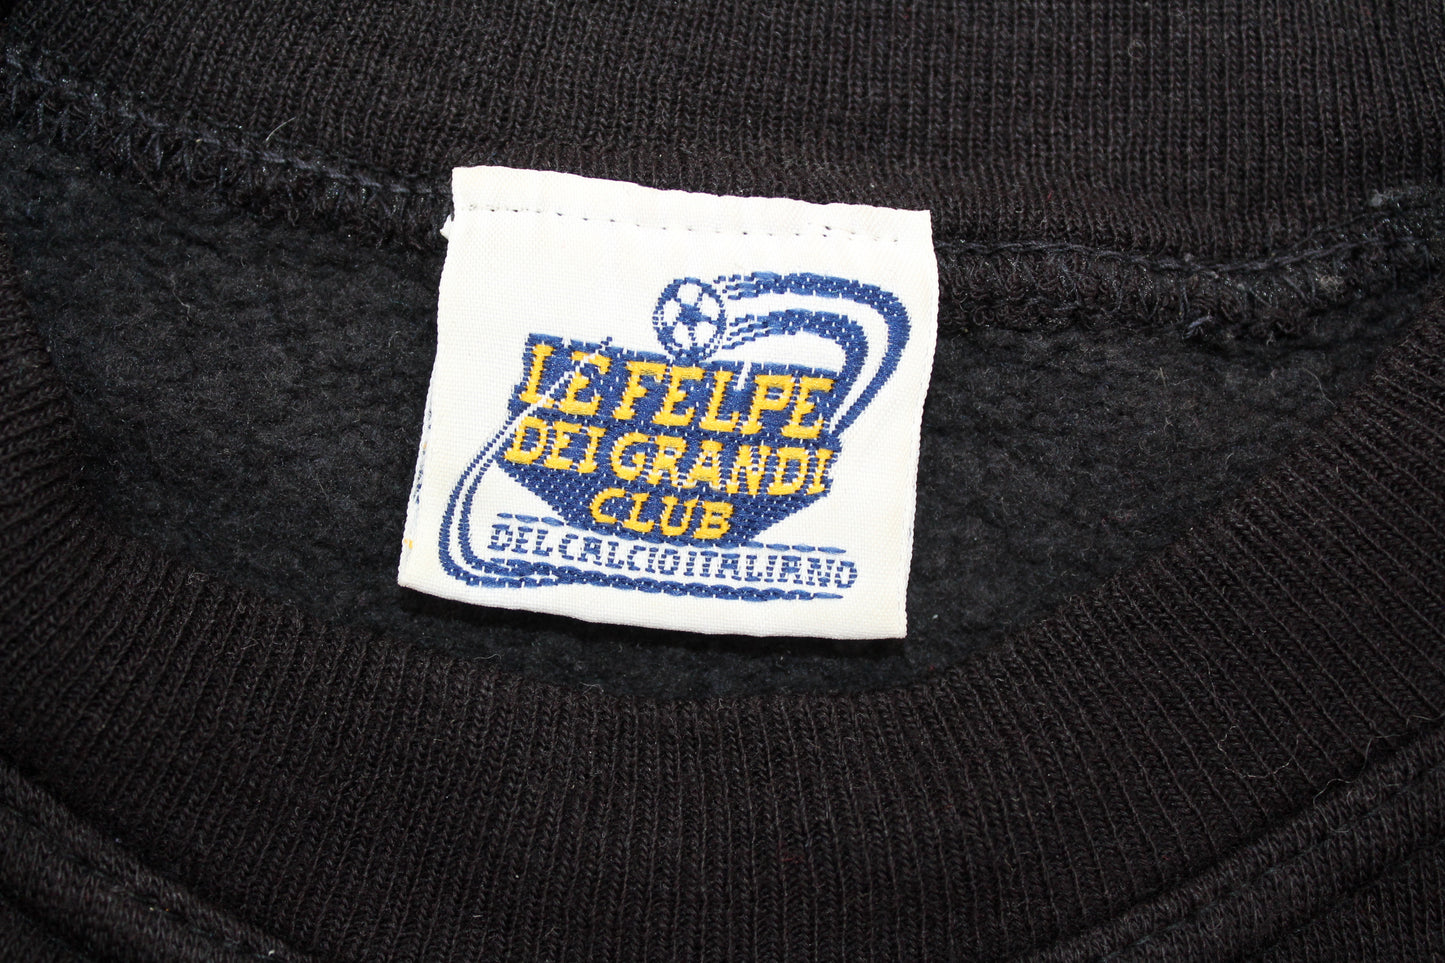 LE FELPE
DEI GRANDI
CLUB
DEL CALCIO ITALIANO